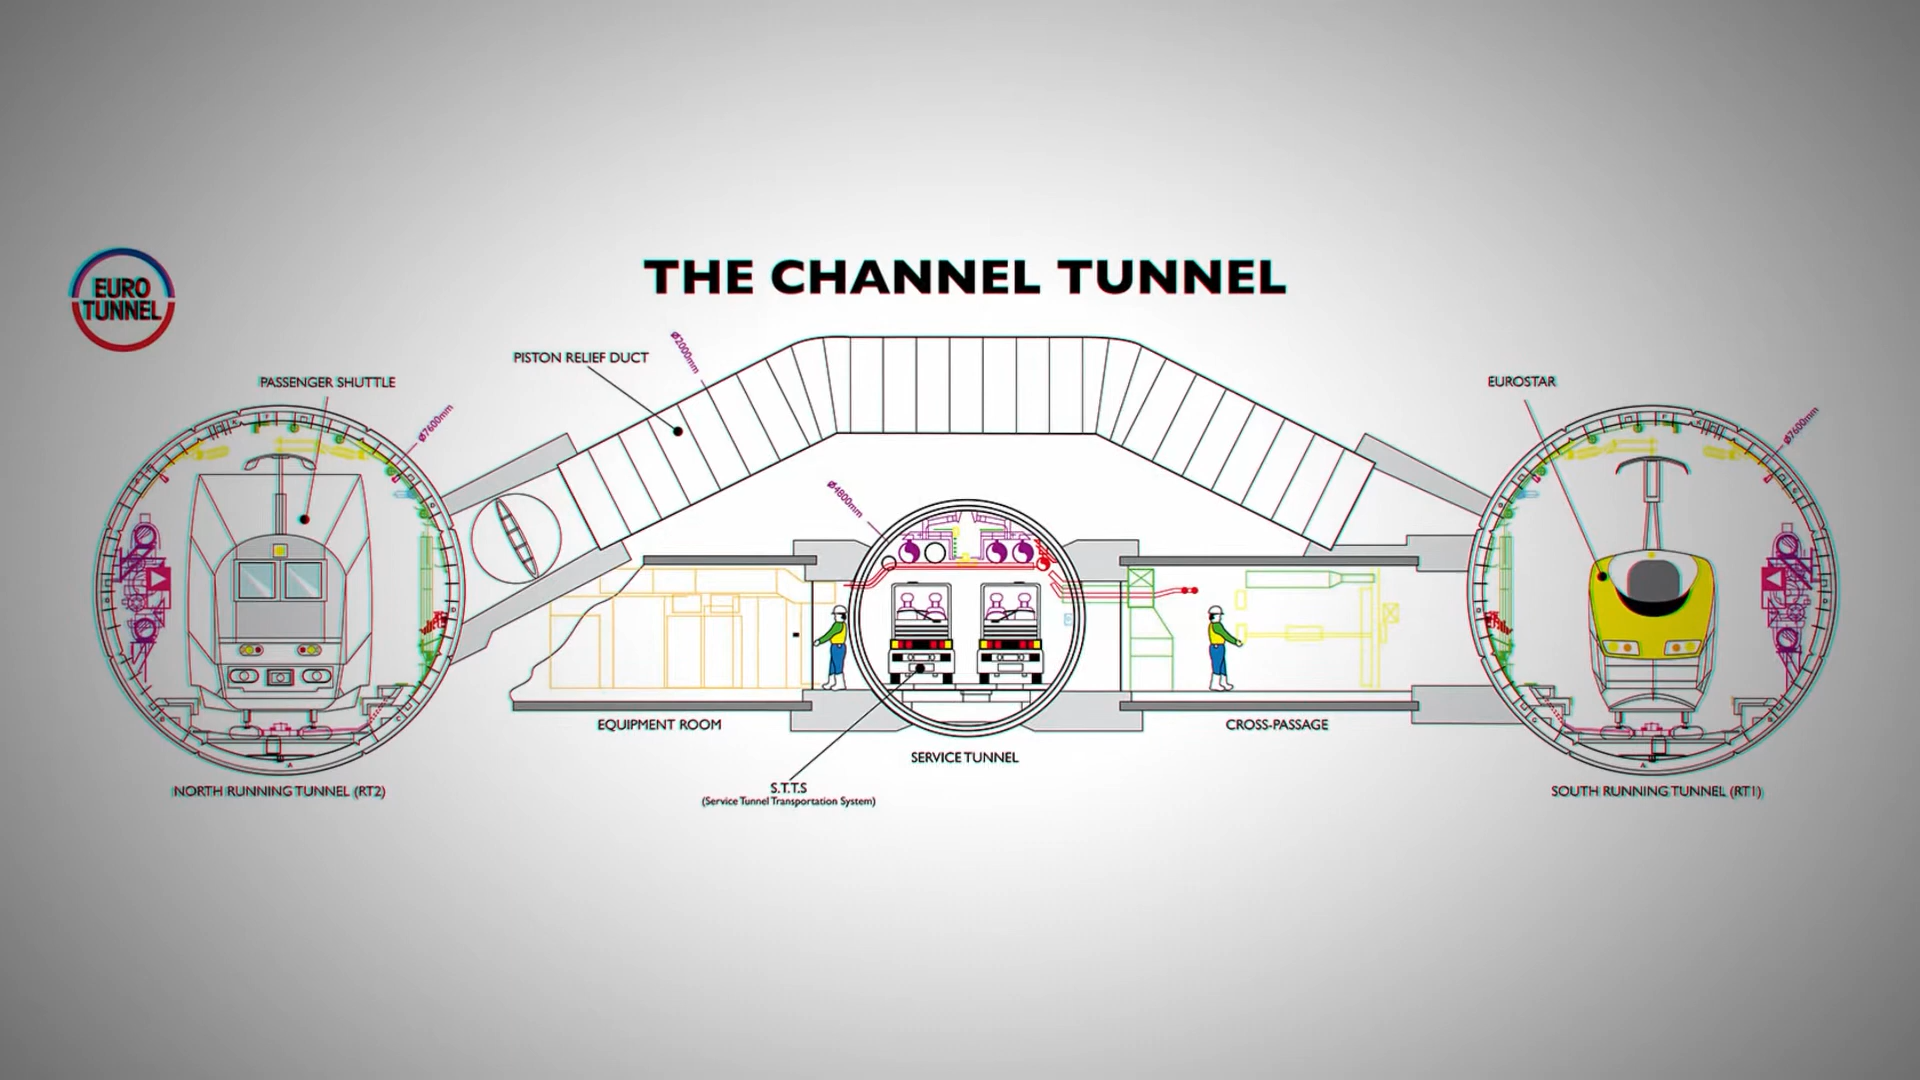 THE CHANNEL TUNNEL
EURO
TUNNEL
PISTON RELIEF DUCT
Ø2000mm
PASSENGER SHUTTLE
EUROSTAR
Ø7600mm
Ø7600mm
Ø4800mm
EQUIPMENT ROOM
CROSS-PASSAGE
SERVICE TUNNEL
S.T.T.S
(Service Tunnel Transportation System)
NORTH RUNNING TUNNEL (RT2)
SOUTH RUNNING TUNNEL (RT1)